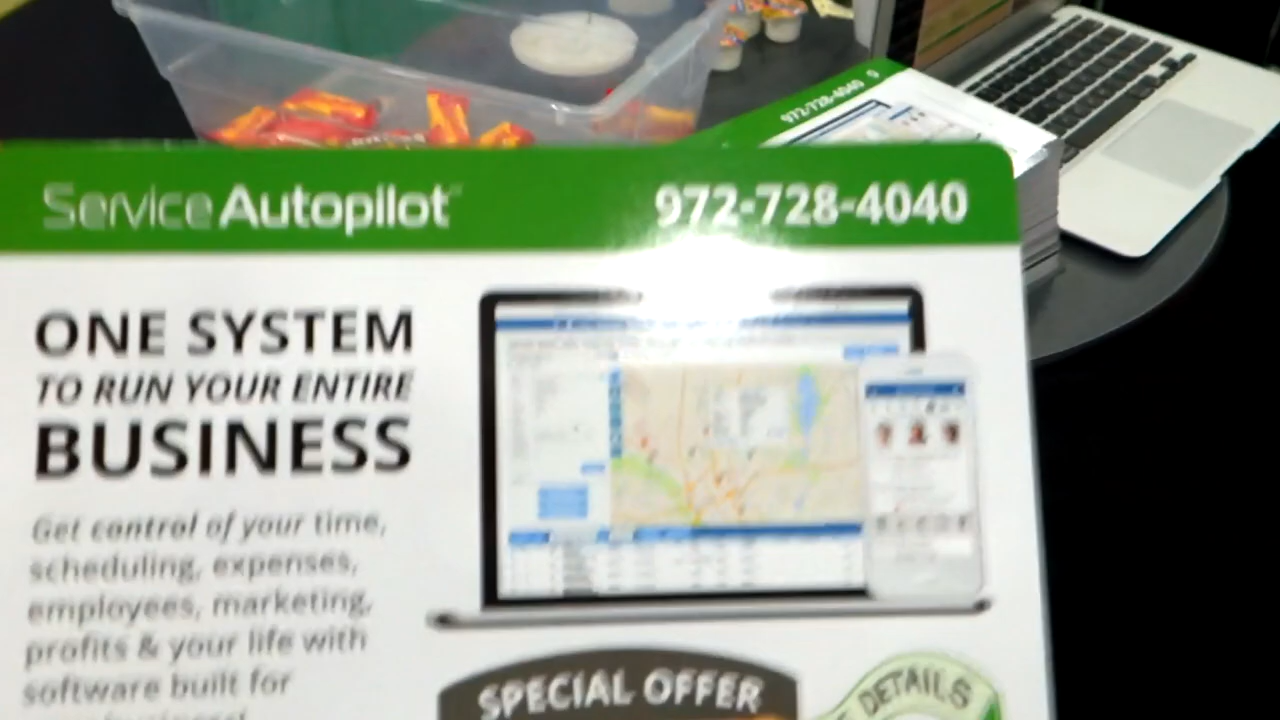 972-728-4040
Service Autopilot
972-728-4040
ONE SYSTEM
TO RUN YOUR ENTIRE
BUSINESS
Get control of your time,
scheduling, expenses,
employees, marketing,
profits & your life with
software built for
SPECIAL OFFER
DETAILS